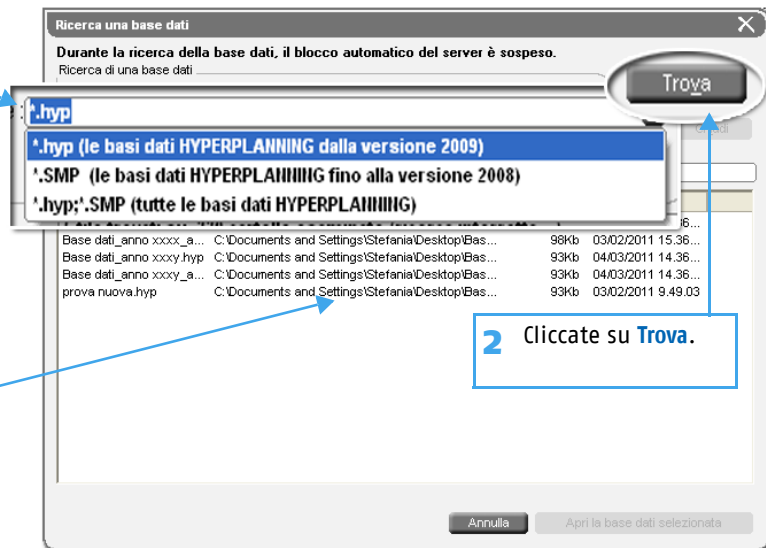 Ricerca una base dati
Durante la ricerca della base dati, il blocco automatico del server è sospeso.
Ricerca di una base dati
Trova
*.hyp
*.hyp (le basi dati HYPERPLANNING dalla versione 2009)
*.SMP (le basi dati HYPERPLANNING fino alla versione 2008)
*.hyp;*.SMP (tutte le basi dati HYPERPLANNING)
Base dati_anno xxxx_a... C:\Documents and Settings\Stefania\Desktop\Bas... 98Kb 03/02/2011 15.36...
Base dati_anno xxxy.hyp C:\Documents and Settings\Stefania\Desktop\Bas... 93Kb 04/03/2011 14.36...
Base dati_anno xxxy_a... C:\Documents and Settings\Stefania\Desktop\Bas... 93Kb 04/03/2011 14.36...
prova nuova.hyp C:\Documents and Settings\Stefania\Desktop\Bas... 93Kb 03/02/2011 9.49.03
2 Cliccate su Trova.
Annulla Apri la base dati selezionata